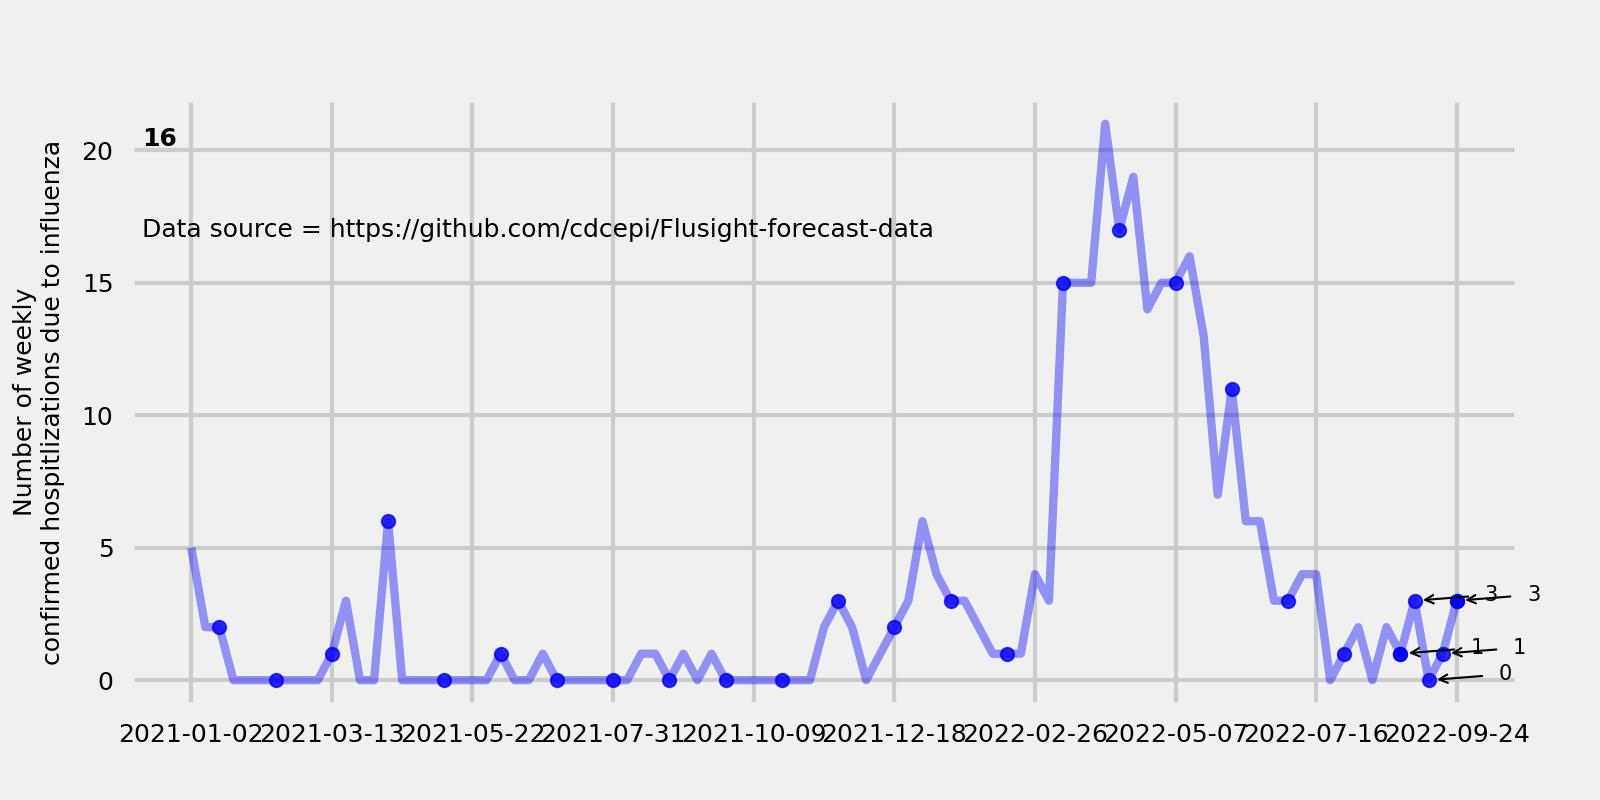 16
20
Data source = https://github.com/cdcepi/Flusight-forecast-data
15
10
5
0
Number of weekly
confirmed hospitlizations due to influenza
3 3
1 1
0
2021-01-02 2021-03-13 2021-05-22 2021-07-31 2021-10-09 2021-12-18 2022-02-26 2022-05-07 2022-07-16 2022-09-24